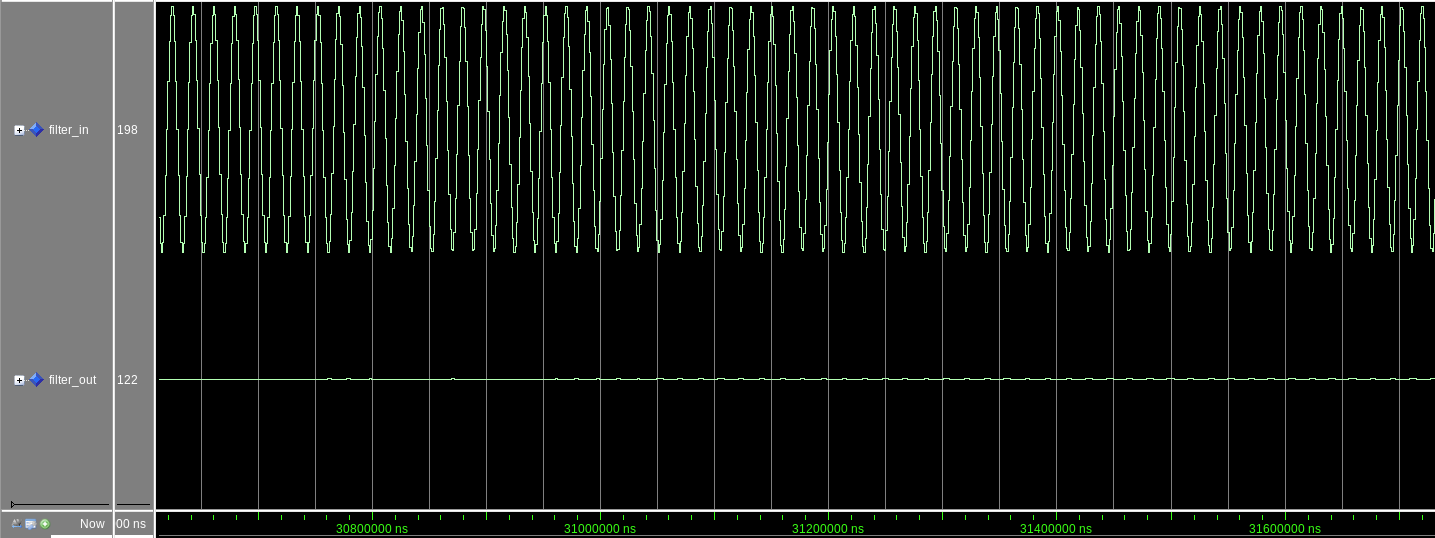 filter_in 198
filter_out 122
Now 00 ns
30800000 ns 31000000 ns 31200000 ns 31400000 ns 31600000 ns